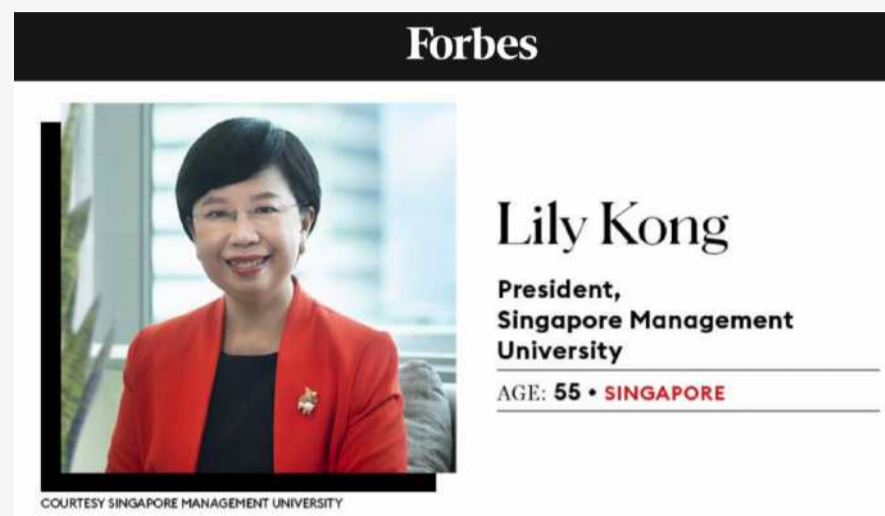 Forbes
Lily Kong
President,
Singapore Management
University
AGE: 55 • SINGAPORE
COURTESY SINGAPORE MANAGEMENT UNIVERSITY